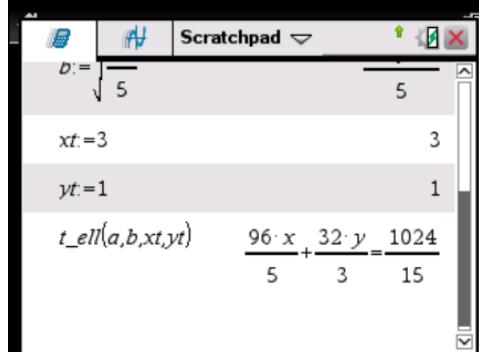 Scratchpad
b:= √(‾/5) 5
xt:=3 3
yt:=1 1
t_ell(a,b,xt,yt) 96·x/5 + 32·y/3 = 1024/15